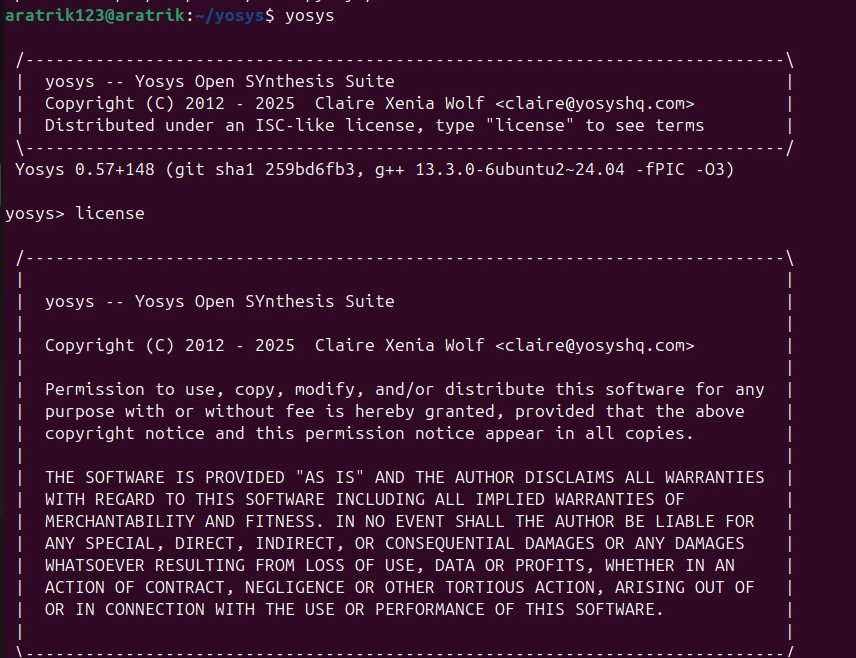 aratrik123@aratrik:~/yosys$ yosys
/----------------------------------------------------------------------------\
|  yosys -- Yosys Open SYnthesis Suite                                       |
|  Copyright (C) 2012 - 2025  Claire Xenia Wolf <claire@yosyshq.com>         |
|  Distributed under an ISC-like license, type "license" to see terms        |
\----------------------------------------------------------------------------/
Yosys 0.57+148 (git sha1 259bd6fb3, g++ 13.3.0-6ubuntu2~24.04 -fPIC -O3)
yosys> license
/----------------------------------------------------------------------------\
|                                                                            |
|  yosys -- Yosys Open SYnthesis Suite                                       |
|                                                                            |
|  Copyright (C) 2012 - 2025  Claire Xenia Wolf <claire@yosyshq.com>         |
|                                                                            |
|  Permission to use, copy, modify, and/or distribute this software for any  |
|  purpose with or without fee is hereby granted, provided that the above    |
|  copyright notice and this permission notice appear in all copies.         |
|                                                                            |
|  THE SOFTWARE IS PROVIDED "AS IS" AND THE AUTHOR DISCLAIMS ALL WARRANTIES  |
|  WITH REGARD TO THIS SOFTWARE INCLUDING ALL IMPLIED WARRANTIES OF          |
|  MERCHANTABILITY AND FITNESS. IN NO EVENT SHALL THE AUTHOR BE LIABLE FOR   |
|  ANY SPECIAL, DIRECT, INDIRECT, OR CONSEQUENTIAL DAMAGES OR ANY DAMAGES    |
|  WHATSOEVER RESULTING FROM LOSS OF USE, DATA OR PROFITS, WHETHER IN AN     |
|  ACTION OF CONTRACT, NEGLIGENCE OR OTHER TORTIOUS ACTION, ARISING OUT OF   |
|  OR IN CONNECTION WITH THE USE OR PERFORMANCE OF THIS SOFTWARE.            |
|                                                                            |
\----------------------------------------------------------------------------/